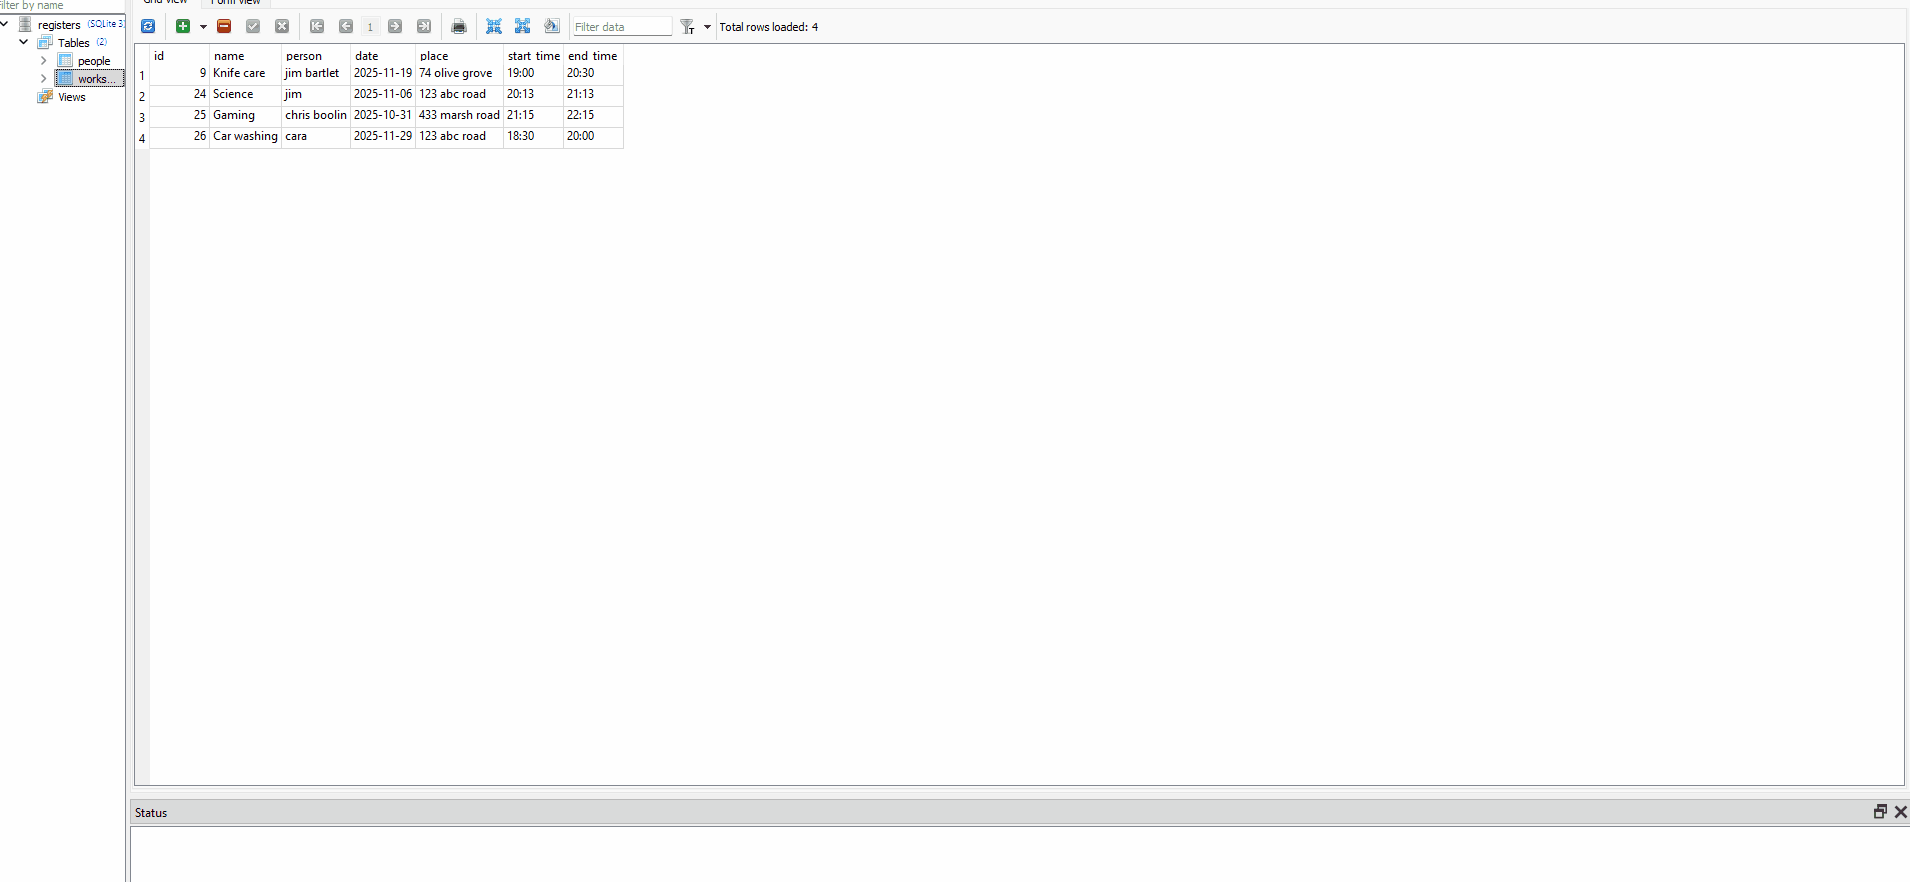 filter by name
Grid view Form view
registers (SQLite 3)
Tables (2)
people
works...
Views
1
Filter data
Total rows loaded: 4
id name person date place start time end time
1 9 Knife care jim bartlet 2025-11-19 74 olive grove 19:00 20:30
2 24 Science jim 2025-11-06 123 abc road 20:13 21:13
3 25 Gaming chris boolin 2025-10-31 433 marsh road 21:15 22:15
4 26 Car washing cara 2025-11-29 123 abc road 18:30 20:00
Status